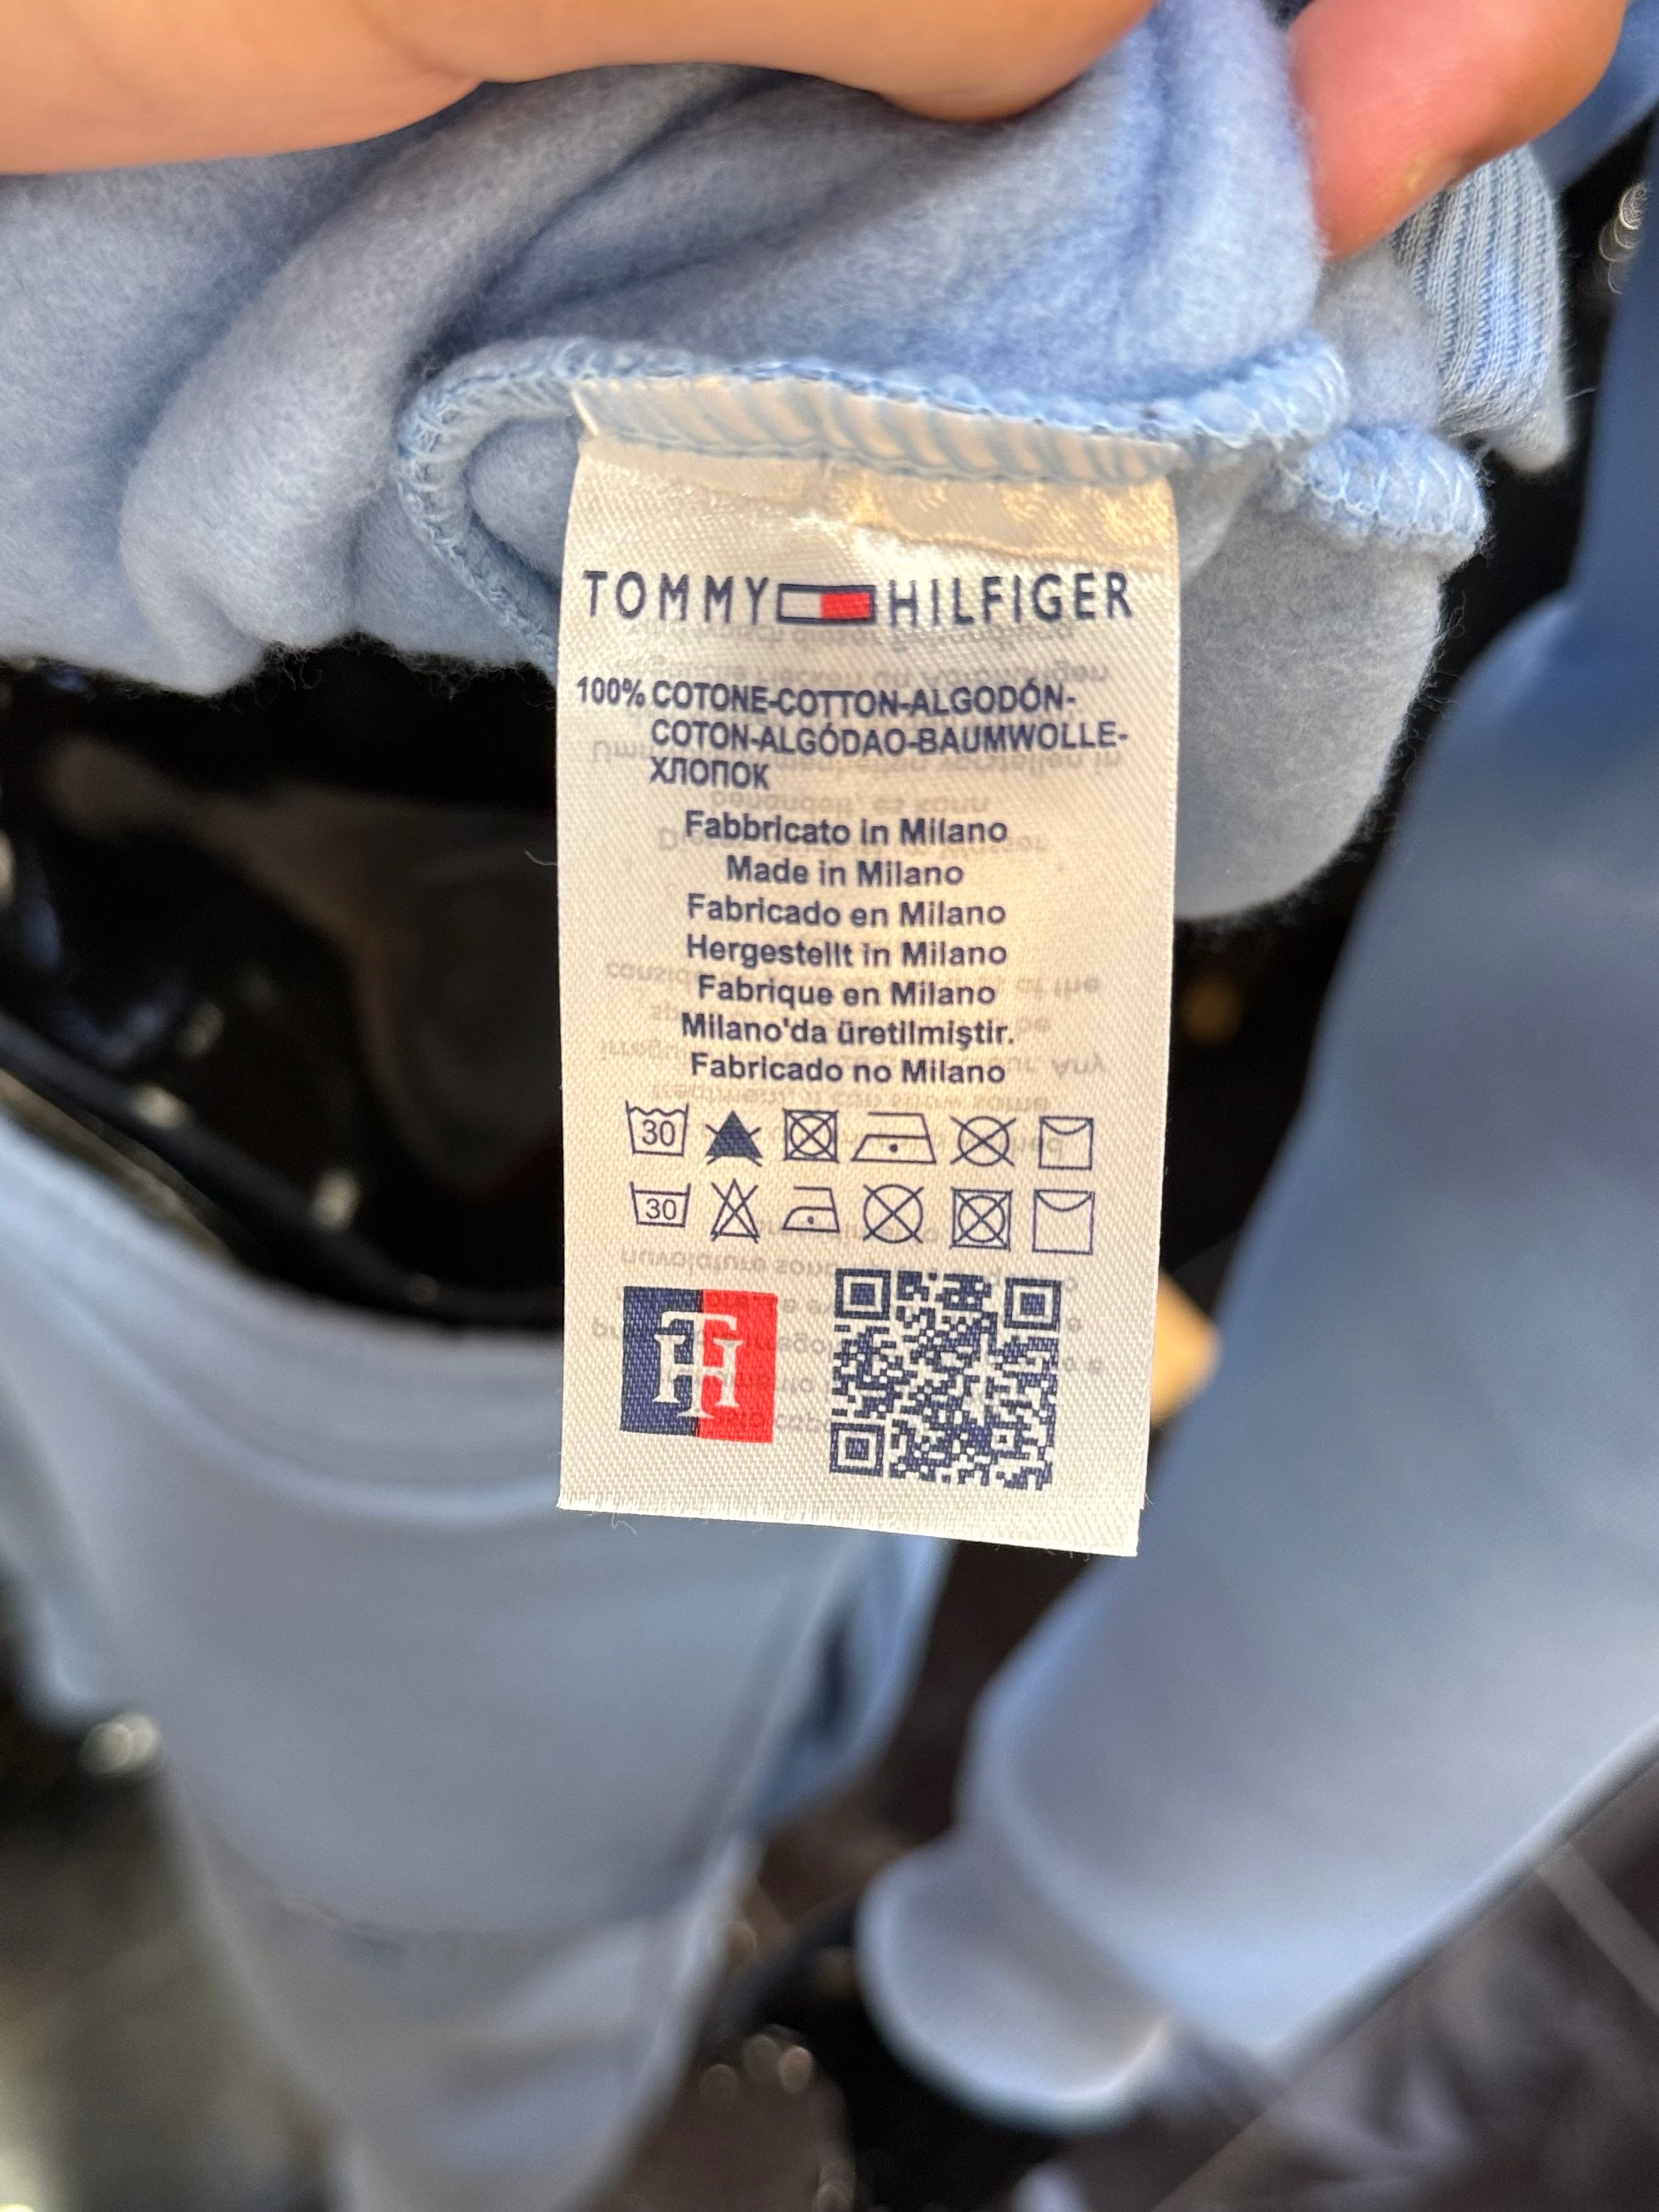 TOMMY HILFIGER
100% COTONE-COTTON-ALGODÓN-
COTON-ALGÓDAO-BAUMWOLLE-
ХЛОПОК
Fabbricato in Milano
Made in Milano
Fabricado en Milano
Hergestellt in Milano
Fabrique en Milano
Milano'da üretilmiştir.
Fabricado no Milano
30
30
TH